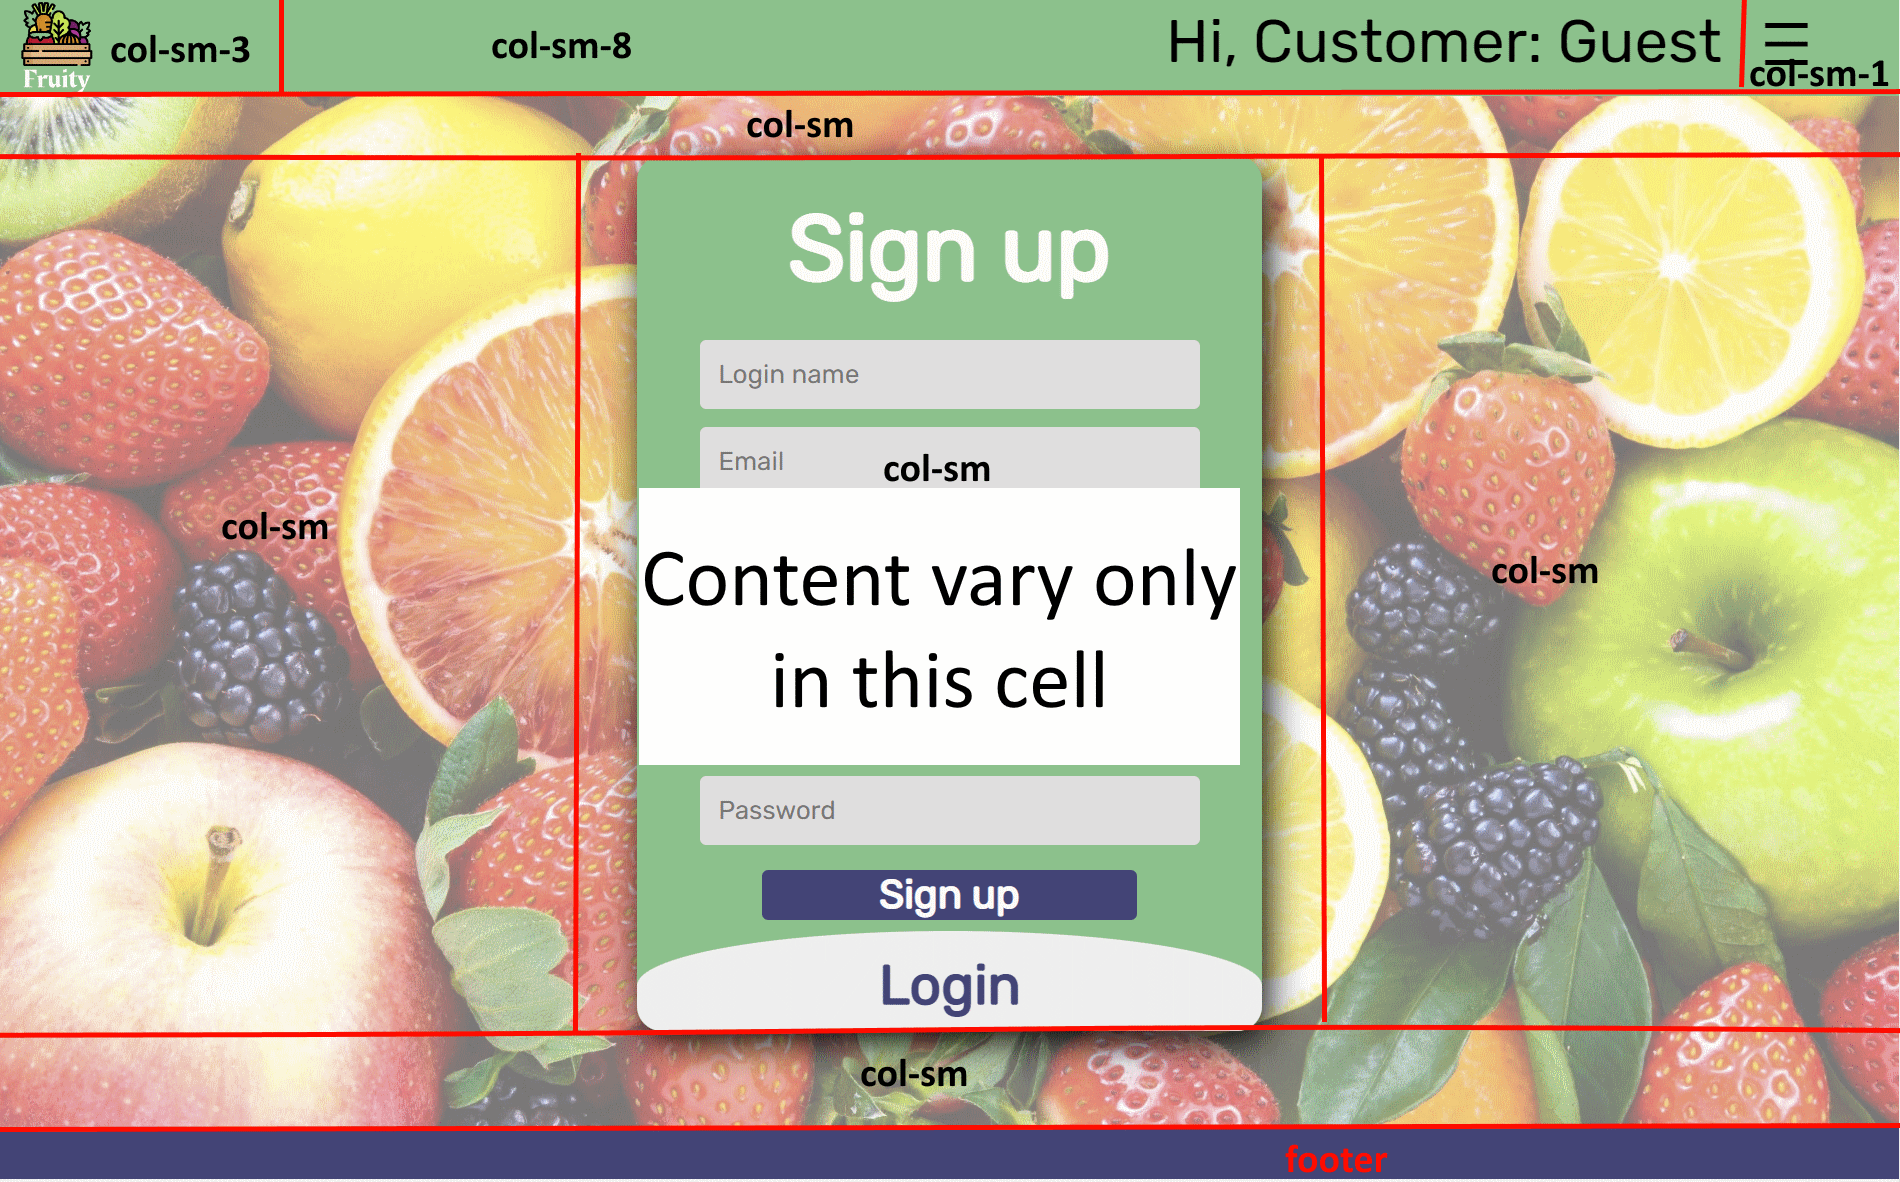 Fruity
col-sm-3
col-sm-8
Hi, Customer: Guest
col-sm-1
col-sm
Sign up
Login name
Email
col-sm
col-sm
Content vary only
in this cell
col-sm
Password
Sign up
Login
col-sm
footer